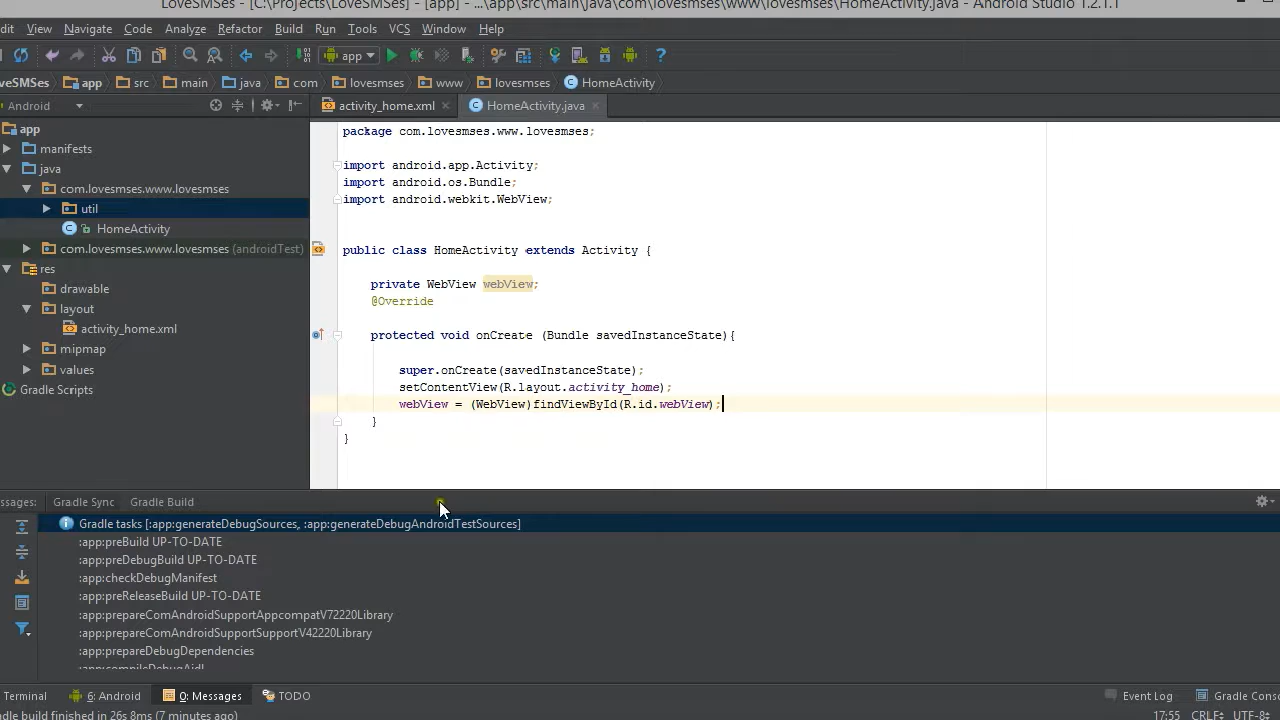 LoveSMSes - [C:\Projects\LoveSMSes] - [app] - ...\app\src\main\java\com\lovesmses\www\lovesmses\HomeActivity.java - Android Studio 1.2.1.1
dit View Navigate Code Analyze Refactor Build Run Tools VCS Window Help
app
veSMSes app src main java com lovesmses www lovesmses HomeActivity
Android activity_home.xml HomeActivity.java
app
manifests
java
com.lovesmses.www.lovesmses
util
HomeActivity
com.lovesmses.www.lovesmses (androidTest)
res
drawable
layout
activity_home.xml
mipmap
values
Gradle Scripts
package com.lovesmses.www.lovesmses;
import android.app.Activity;
import android.os.Bundle;
import android.webkit.WebView;
public class HomeActivity extends Activity {
private WebView webView;
@Override
protected void onCreate (Bundle savedInstanceState){
super.onCreate(savedInstanceState);
setContentView(R.layout.activity_home);
webView = (WebView)findViewById(R.id.webView);
}
}
ssages: Gradle Sync Gradle Build
Gradle tasks [:app:generateDebugSources, :app:generateDebugAndroidTestSources]
:app:preBuild UP-TO-DATE
:app:preDebugBuild UP-TO-DATE
:app:checkDebugManifest
:app:preReleaseBuild UP-TO-DATE
:app:prepareComAndroidSupportAppcompatV72220Library
:app:prepareComAndroidSupportSupportV42220Library
:app:prepareDebugDependencies
:app:compileDebugAidl
Terminal 6: Android 0: Messages TODO Event Log Gradle Conso
adle build finished in 26s 8ms (7 minutes ago) 17:55 CRLF UTF-8